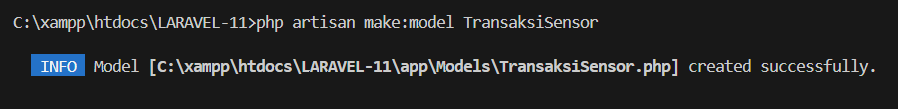 C:\xampp\htdocs\LARAVEL-11>php artisan make:model TransaksiSensor
INFO Model [C:\xampp\htdocs\LARAVEL-11\app\Models\TransaksiSensor.php] created successfully.